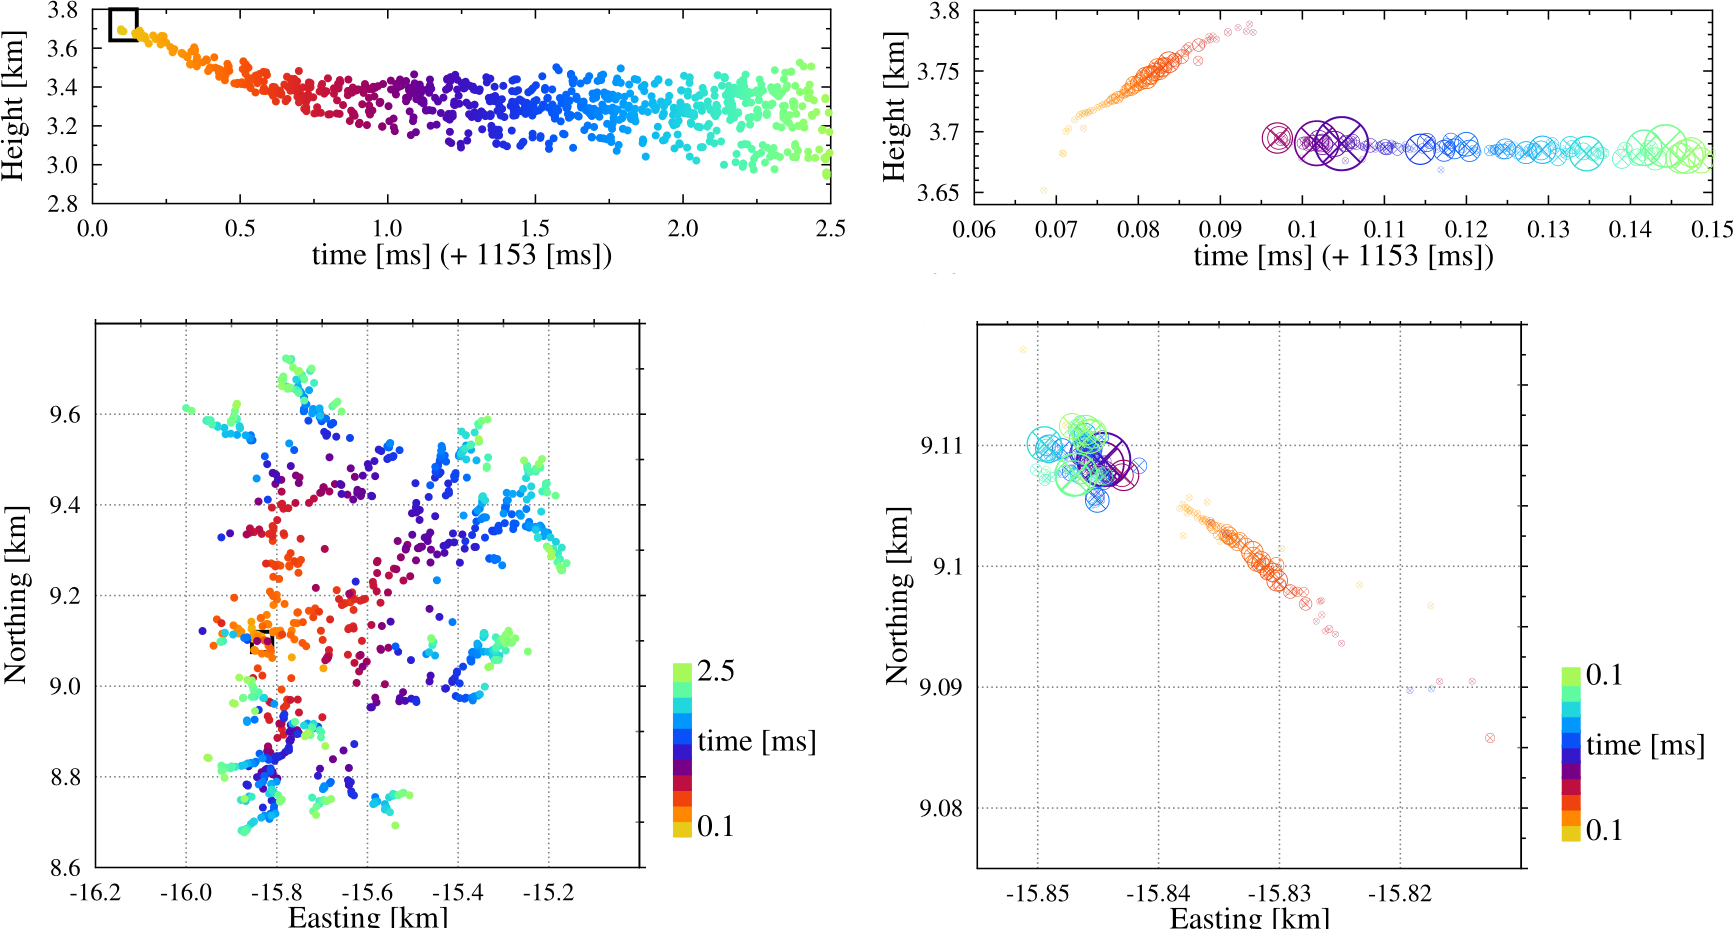 3.8
3.6
3.4
3.2
3.0
2.8
Height [km]
0.0 0.5 1.0 1.5 2.0 2.5
time [ms] (+ 1153 [ms])
3.8
3.75
3.7
3.65
Height [km]
0.06 0.07 0.08 0.09 0.1 0.11 0.12 0.13 0.14 0.15
time [ms] (+ 1153 [ms])
9.6
9.4
9.2
9.0
8.8
8.6
Northing [km]
-16.2 -16.0 -15.8 -15.6 -15.4 -15.2
Easting [km]
2.5
time [ms]
0.1
9.11
9.1
9.09
9.08
Northing [km]
-15.85 -15.84 -15.83 -15.82
Easting [km]
0.1
time [ms]
0.1